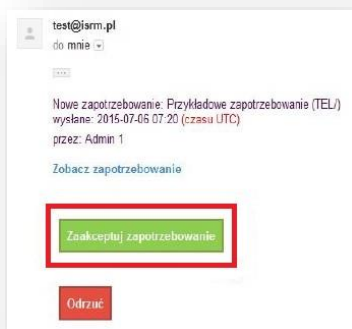 test@isrm.pl
do mnie
Nowe zapotrzebowanie: Przykładowe zapotrzebowanie (TEL/)
wysłane: 2015-07-06 07:20 (czasu UTC)
przez: Admin 1
Zobacz zapotrzebowanie
Zaakceptuj zapotrzebowanie
Odrzuć